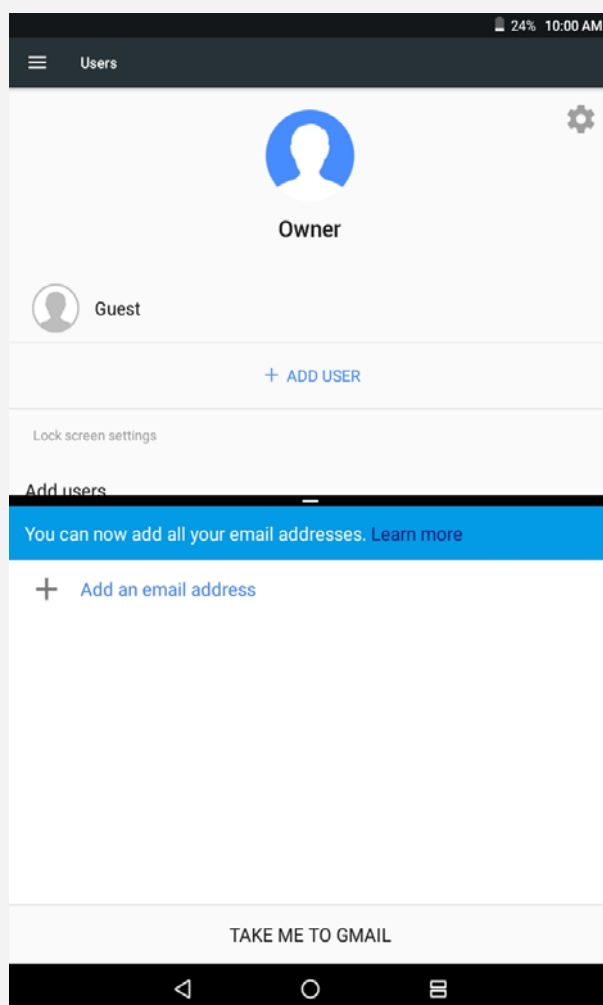 24% 10:00 AM
Users
Owner
Guest
+ ADD USER
Lock screen settings
Add users
You can now add all your email addresses. Learn more
+ Add an email address
TAKE ME TO GMAIL